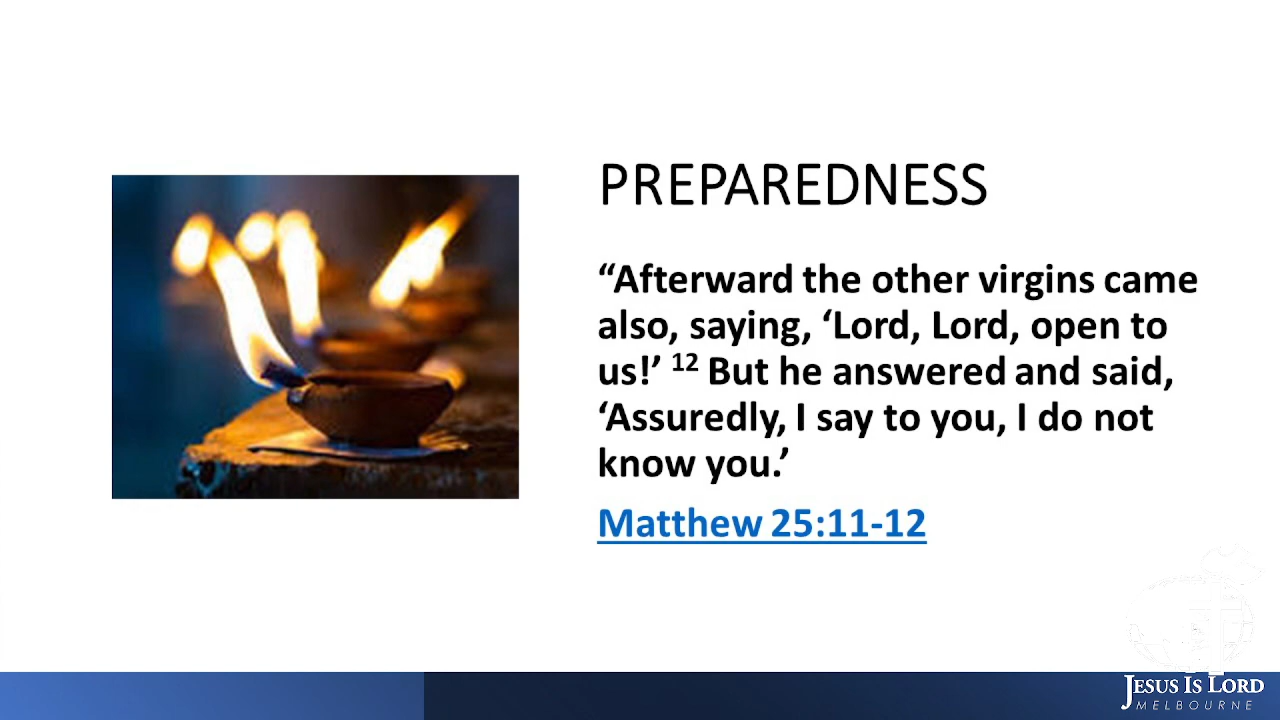 PREPAREDNESS
“Afterward the other virgins came
also, saying, ‘Lord, Lord, open to
us!’ 12 But he answered and said,
‘Assuredly, I say to you, I do not
know you.’
Matthew 25:11-12
JESUS IS LORD
MELBOURNE